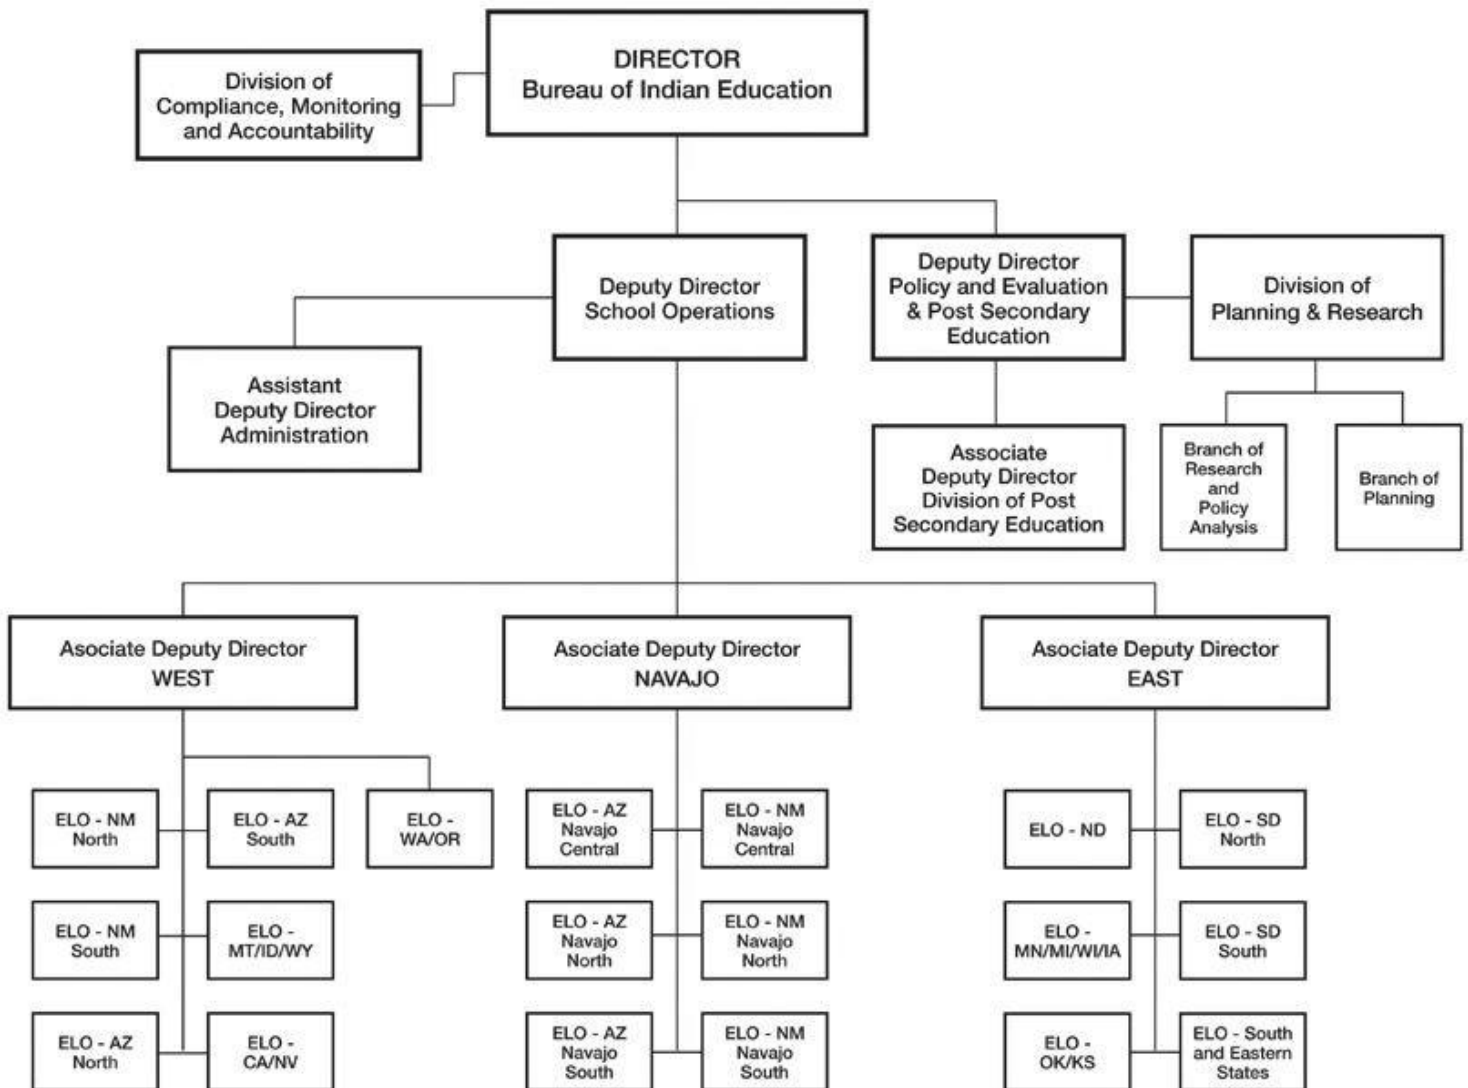 DIRECTOR
Bureau of Indian Education
Division of
Compliance, Monitoring
and Accountability
Deputy Director
School Operations
Deputy Director
Policy and Evaluation
& Post Secondary
Education
Division of
Planning & Research
Assistant
Deputy Director
Administration
Associate
Deputy Director
Division of Post
Secondary Education
Branch of
Research
and
Policy
Analysis
Branch of
Planning
Asociate Deputy Director
WEST
Asociate Deputy Director
NAVAJO
Asociate Deputy Director
EAST
ELO - NM
North
ELO - AZ
South
ELO -
WA/OR
ELO - AZ
Navajo
Central
ELO - NM
Navajo
Central
ELO - ND
ELO - SD
North
ELO - NM
South
ELO -
MT/ID/WY
ELO - AZ
Navajo
North
ELO - NM
Navajo
North
ELO -
MN/MI/WI/IA
ELO - SD
South
ELO - AZ
North
ELO -
CA/NV
ELO - AZ
Navajo
South
ELO - NM
Navajo
South
ELO -
OK/KS
ELO - South
and Eastern
States